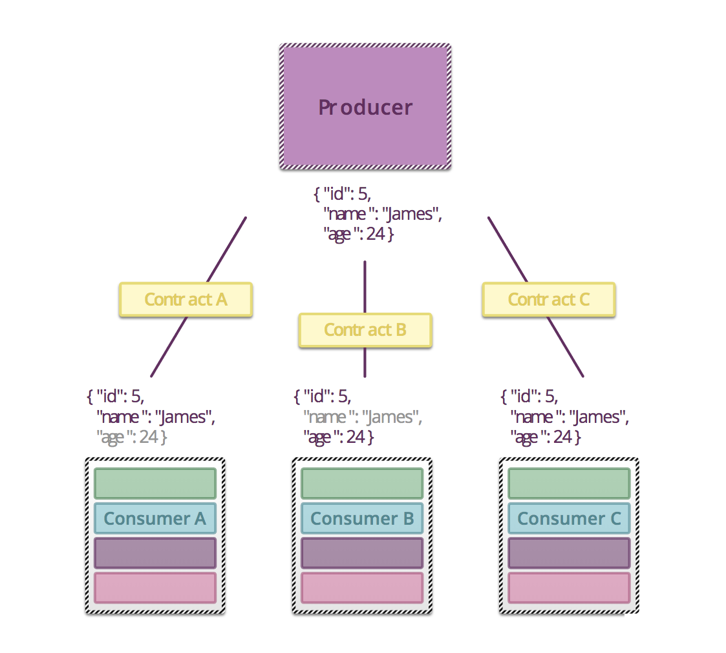 Producer
{ "id": 5,
"name": "James",
"age": 24 }
Contract A
Contract B
Contract C
{ "id": 5,
"name": "James",
"age": 24 }
{ "id": 5,
"name": "James",
"age": 24 }
{ "id": 5,
"name": "James",
"age": 24 }
Consumer A
Consumer B
Consumer C